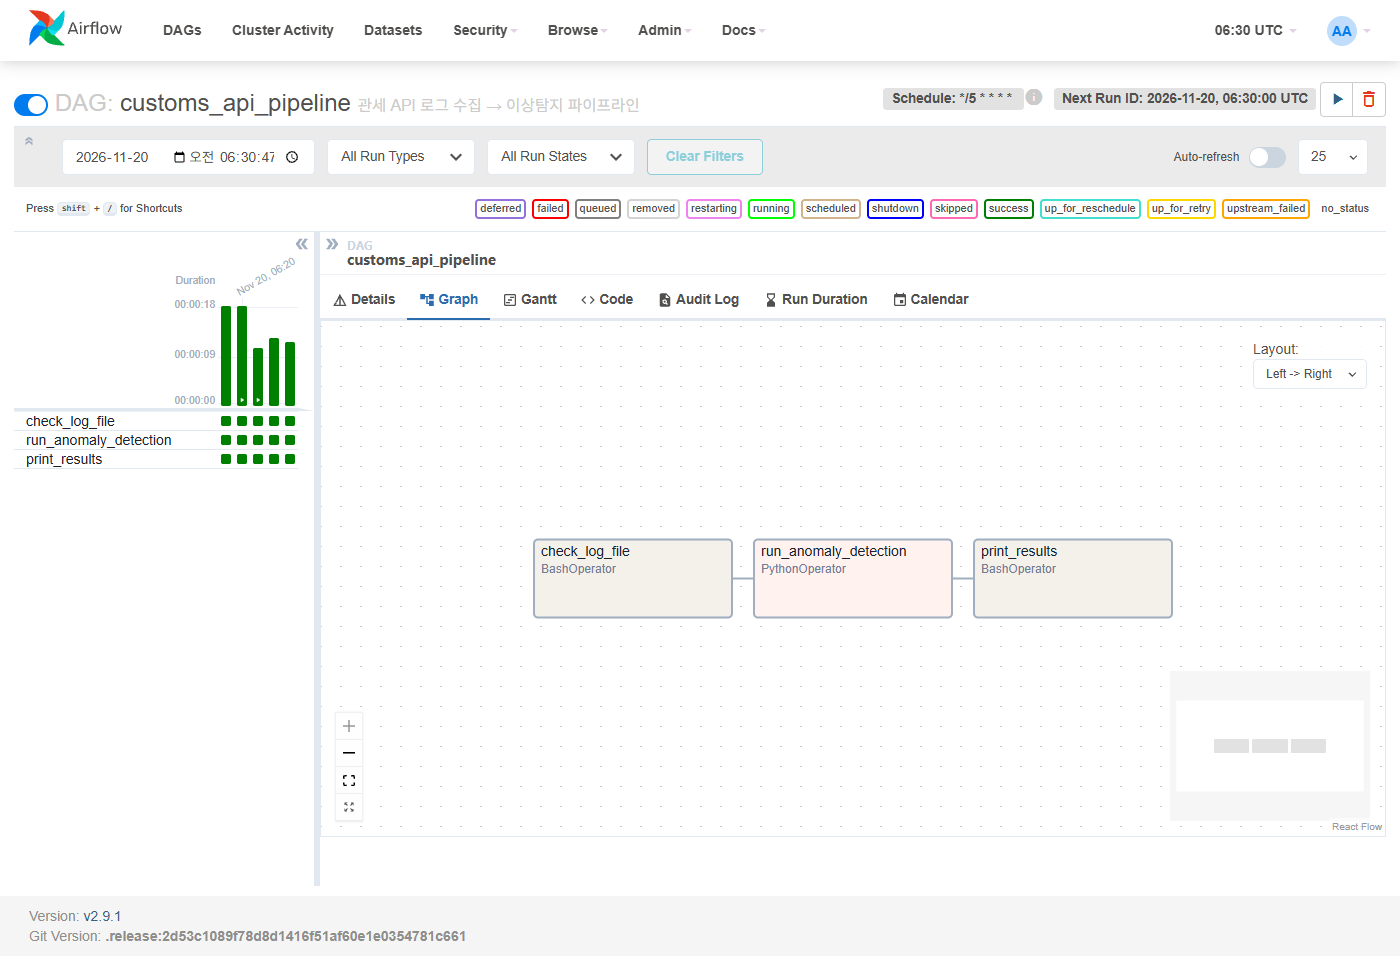 Airflow DAGs Cluster Activity Datasets Security Browse Admin Docs 06:30 UTC AA
DAG: customs_api_pipeline 관세 API 로그 수집 → 이상탐지 파이프라인 Schedule: */5 * * * * i Next Run ID: 2026-11-20, 06:30:00 UTC
2026-11-20 오전 06:30:47 All Run Types All Run States Clear Filters Auto-refresh 25
Press shift + / for Shortcuts deferred failed queued removed restarting running scheduled shutdown skipped success up_for_reschedule up_for_retry upstream_failed no_status
DAG
customs_api_pipeline
Nov 20, 06:20
Duration
00:00:18
00:00:09
00:00:00
check_log_file
run_anomaly_detection
print_results
Details Graph Gantt Code Audit Log Run Duration Calendar
Layout:
Left -> Right
check_log_file
BashOperator
run_anomaly_detection
PythonOperator
print_results
BashOperator
React Flow
Version: v2.9.1
Git Version: .release:2d53c1089f78d8d1416f51af60e1e0354781c661